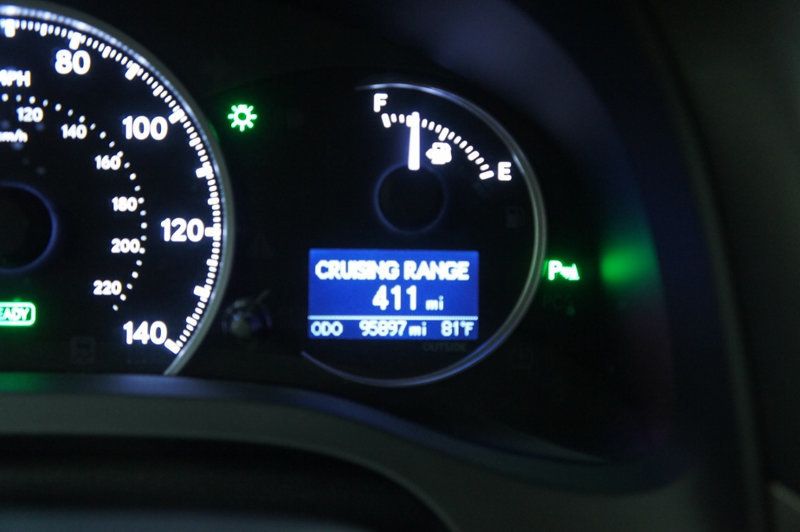 80
MPH
120
km/h
140
100
160
180
120
200
220
140
READY
F
E
CRUISING RANGE
411 mi
ODO 95897 mi 81°F
P